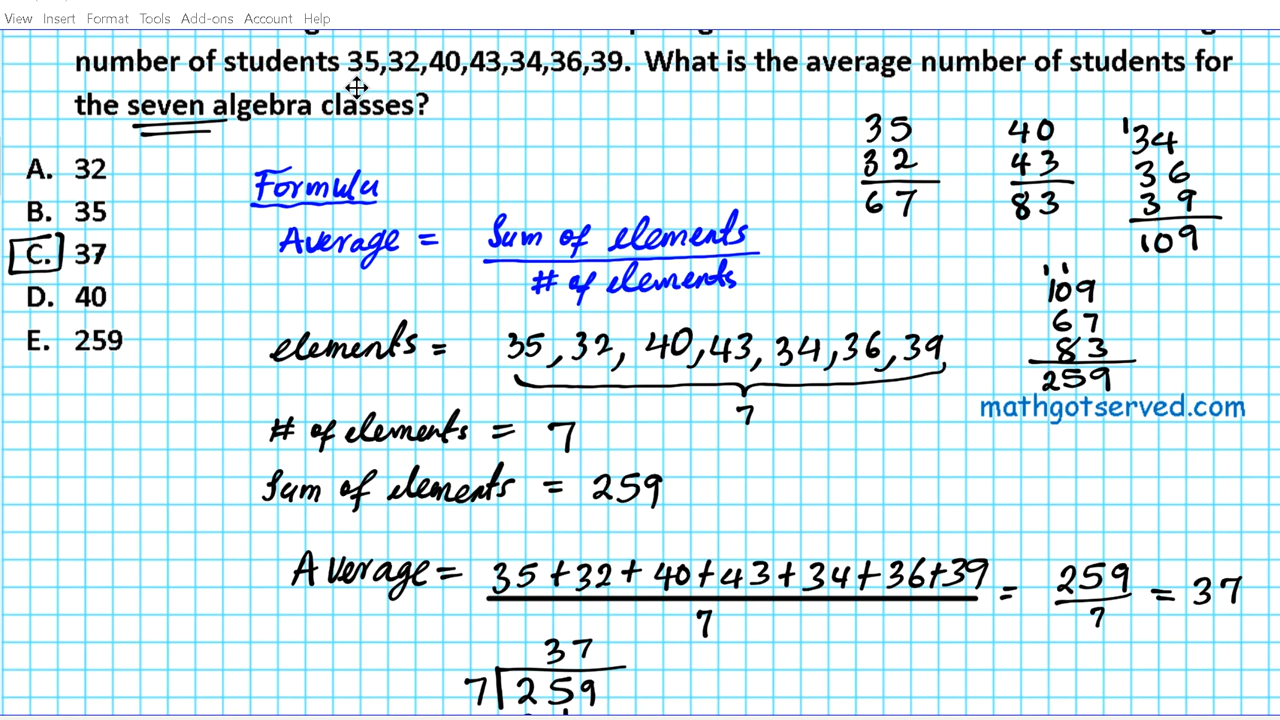 View Insert Format Tools Add-ons Account Help
number of students 35,32,40,43,34,36,39. What is the average number of students for
the seven algebra classes?
A. 32
B. 35
C. 37
D. 40
E. 259
Formula
Average = Sum of elements
# of elements
35
32
67
40
43
83
1
34
36
39
109
11
109
67
83
259
mathgotserved.com
elements = 35, 32, 40, 43, 34, 36, 39
7
# of elements = 7
Sum of elements = 259
Average = 35 + 32 + 40 + 43 + 34 + 36 + 39 = 259 = 37
7 7
37
7 259